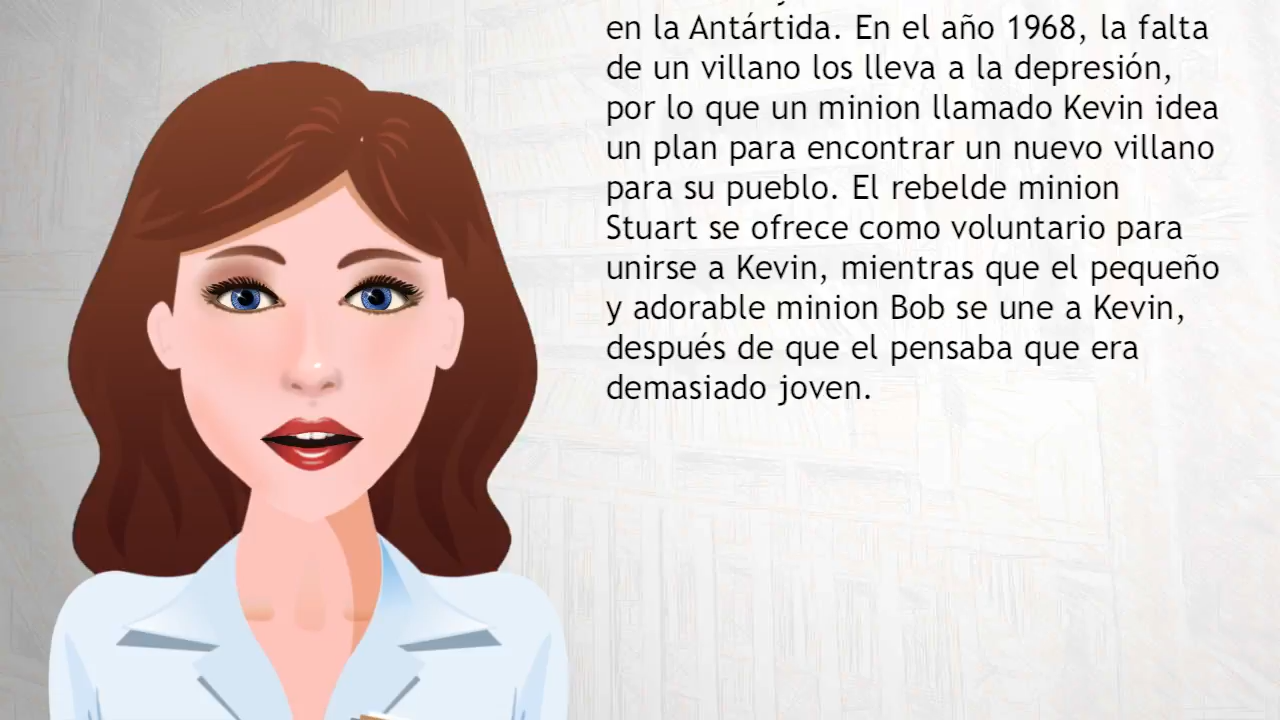 en la Antártida. En el año 1968, la falta
de un villano los lleva a la depresión,
por lo que un minion llamado Kevin idea
un plan para encontrar un nuevo villano
para su pueblo. El rebelde minion
Stuart se ofrece como voluntario para
unirse a Kevin, mientras que el pequeño
y adorable minion Bob se une a Kevin,
después de que el pensaba que era
demasiado joven.